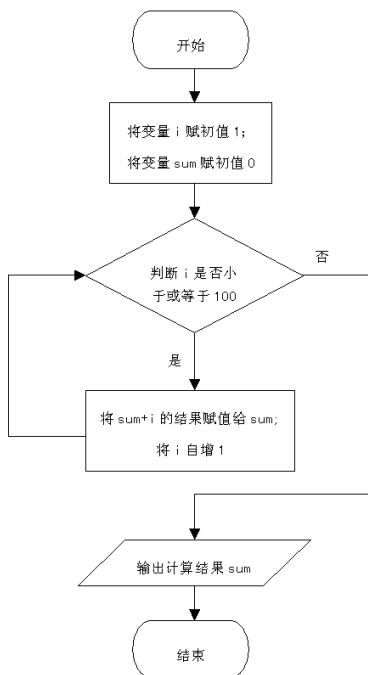 开始
将变量 i 赋初值 1;
将变量 sum 赋初值 0
判断 i 是否小
于或等于 100
否
是
将 sum+i 的结果赋值给 sum;
将 i 自增 1
输出计算结果 sum
结束